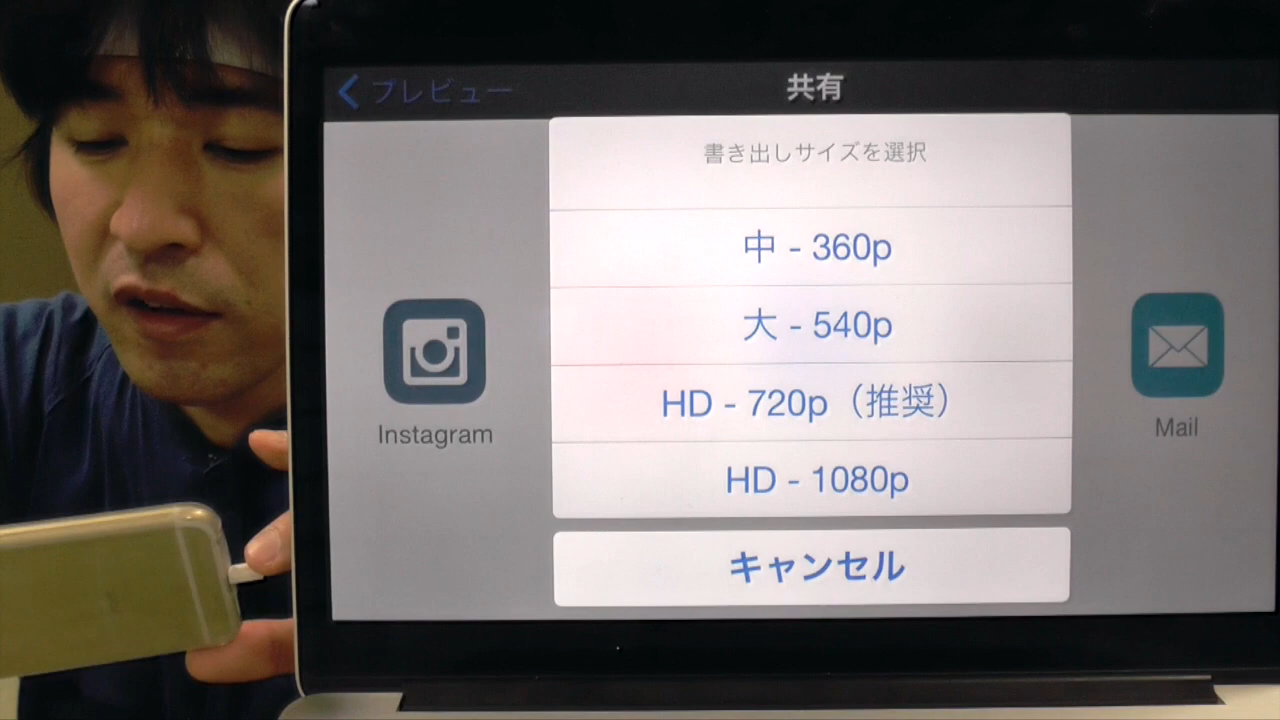 プレビュー
共有
書き出しサイズを選択
中 - 360p
大 - 540p
HD - 720p（推奨）
HD - 1080p
キャンセル
Instagram
Mail